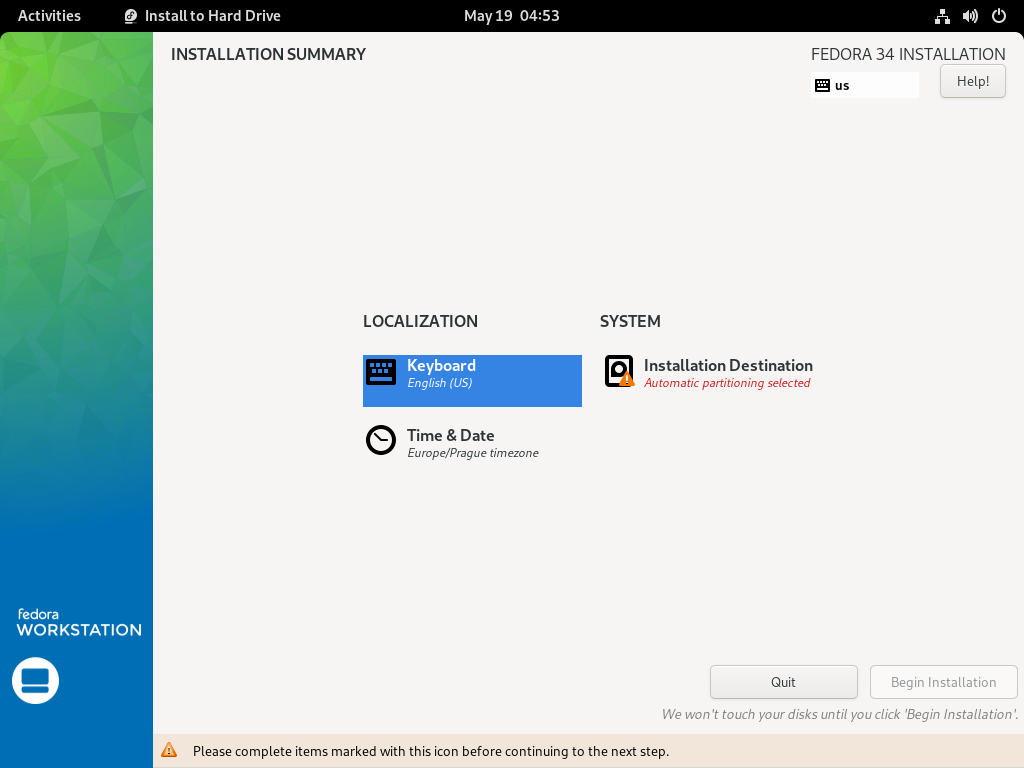 Activities Install to Hard Drive May 19 04:53
INSTALLATION SUMMARY
FEDORA 34 INSTALLATION
us
Help!
LOCALIZATION
Keyboard
English (US)
Time & Date
Europe/Prague timezone
SYSTEM
Installation Destination
Automatic partitioning selected
fedora
WORKSTATION
Quit
Begin Installation
We won't touch your disks until you click 'Begin Installation'.
Please complete items marked with this icon before continuing to the next step.